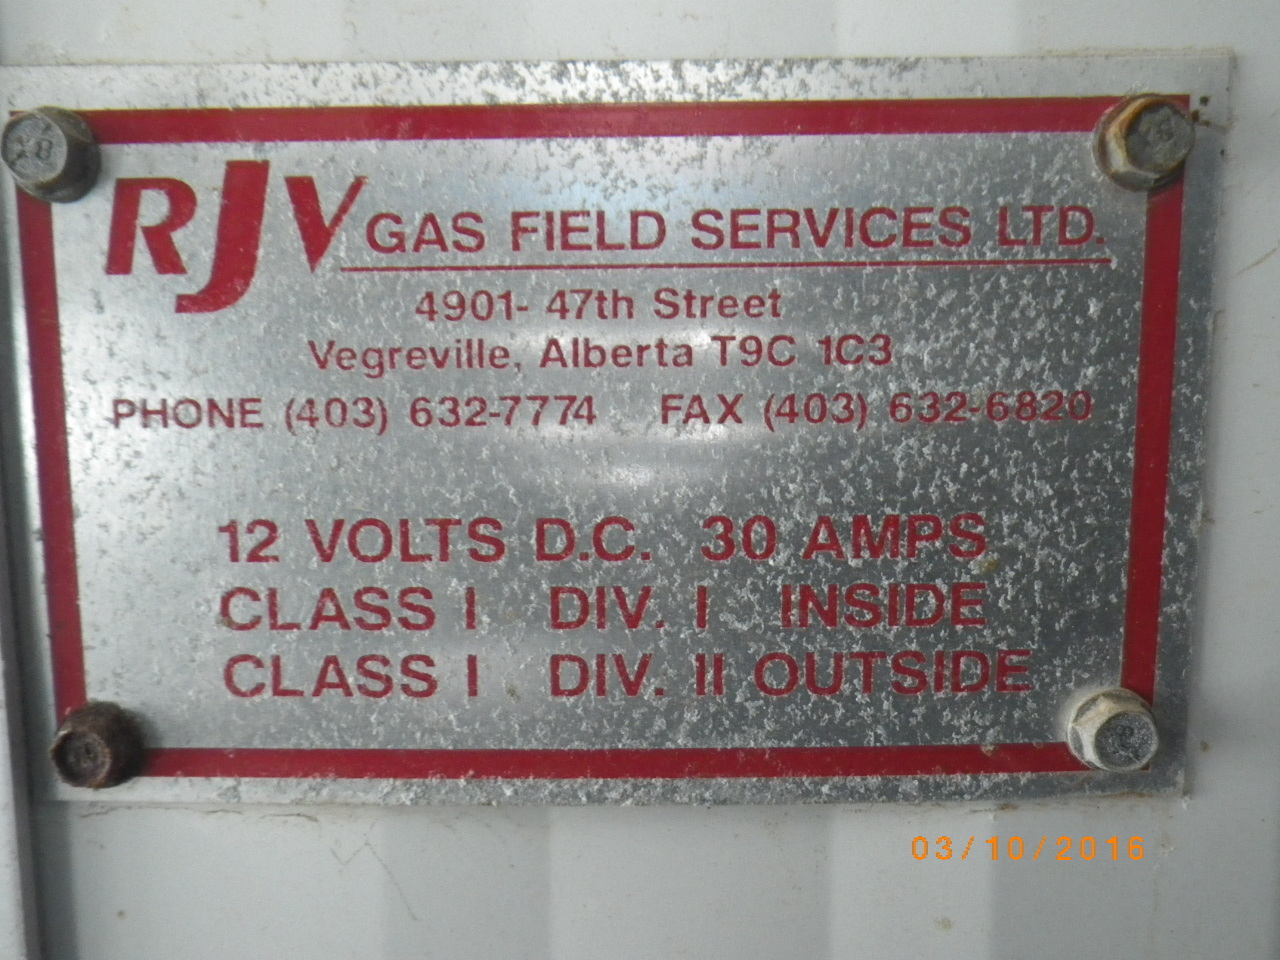 RJV GAS FIELD SERVICES LTD.
4901- 47th Street
Vegreville, Alberta T9C 1C3
PHONE (403) 632-7774 FAX (403) 632-6820
12 VOLTS D.C. 30 AMPS
CLASS I DIV. I INSIDE
CLASS I DIV. II OUTSIDE
03/10/2016